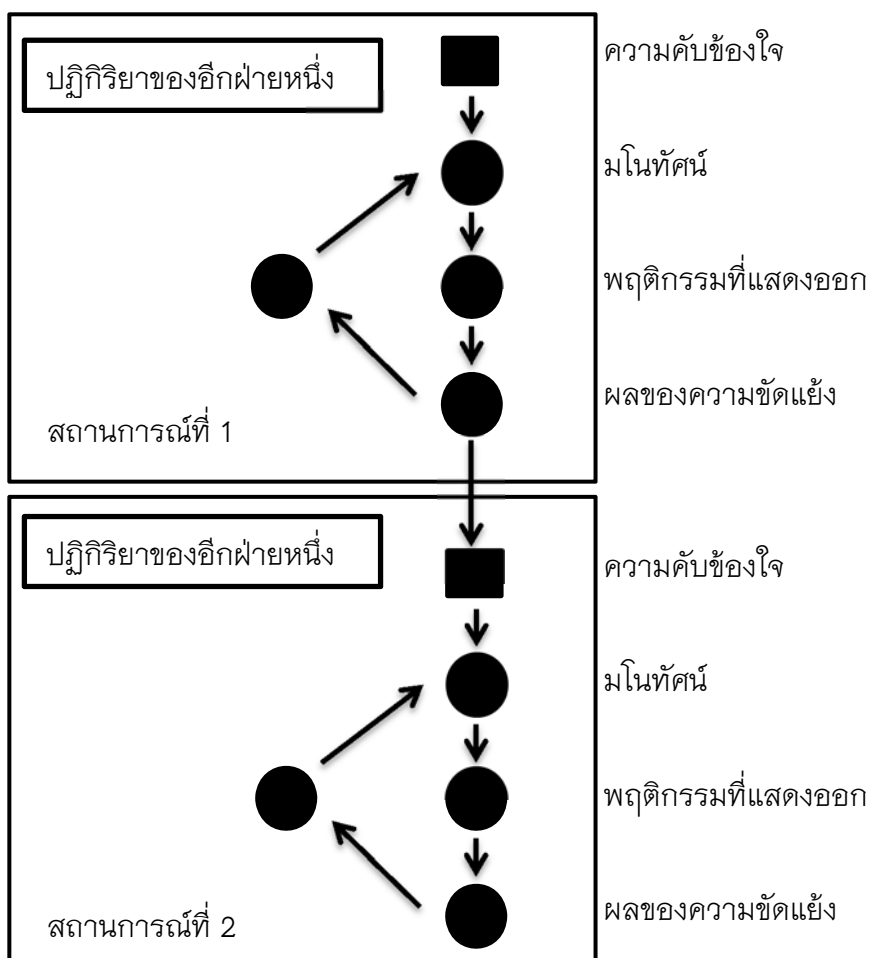 ความคับข้องใจ
ปฏิกิริยาของอีกฝ่ายหนึ่ง
มโนทัศน์
พฤติกรรมที่แสดงออก
ผลของความขัดแย้ง
สถานการณ์ที่ 1
ปฏิกิริยาของอีกฝ่ายหนึ่ง
ความคับข้องใจ
มโนทัศน์
พฤติกรรมที่แสดงออก
ผลของความขัดแย้ง
สถานการณ์ที่ 2